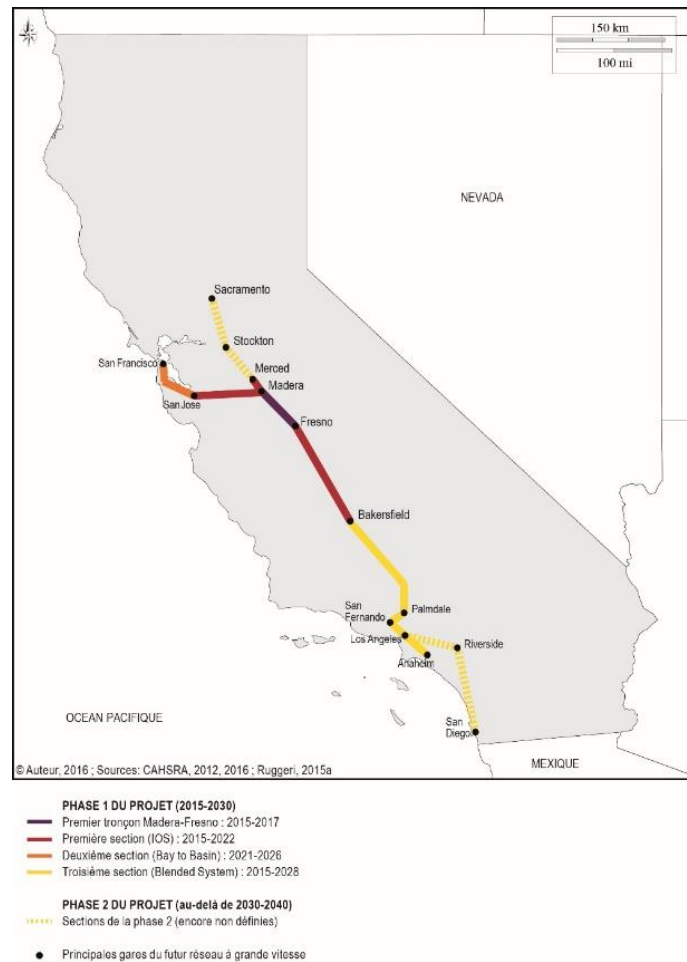 150 km
100 mi
NEVADA
Sacramento
Stockton
San Francisco
Merced
Madera
San Jose
Fresno
Bakersfield
San
Fernando
Palmdale
Los Angeles
Riverside
Anaheim
OCEAN PACIFIQUE
San
Diego
MEXIQUE
© Auteur, 2016 ; Sources: CAHSRA, 2012, 2016 ; Ruggeri, 2015a
PHASE 1 DU PROJET (2015-2030)
Premier tronçon Madera-Fresno : 2015-2017
Première section (IOS) : 2015-2022
Deuxième section (Bay to Basin) : 2021-2026
Troisième section (Blended System) : 2015-2028
PHASE 2 DU PROJET (au-delà de 2030-2040)
Sections de la phase 2 (encore non définies)
Principales gares du futur réseau à grande vitesse